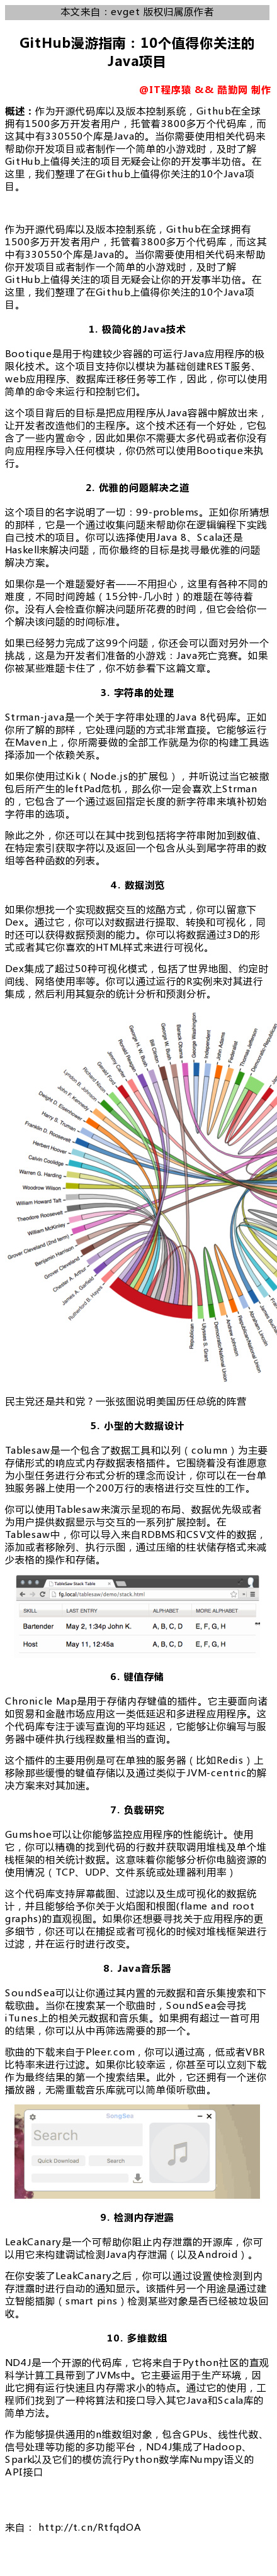 本文来自：evget 版权归属原作者
GitHub漫游指南：10个值得你关注的
Java项目
@IT程序猿 && 酷勤网 制作
概述：作为开源代码库以及版本控制系统，Github在全球
拥有1500多万开发者用户，托管着3800多万个代码库，而
这其中有330550个库是Java的。当你需要使用相关代码来
帮助你开发项目或者制作一个简单的小游戏时，及时了解
GitHub上值得关注的项目无疑会让你的开发事半功倍。在
这里，我们整理了在Github上值得你关注的10个Java项
目。
作为开源代码库以及版本控制系统，Github在全球拥有
1500多万开发者用户，托管着3800多万个代码库，而这其
中有330550个库是Java的。当你需要使用相关代码来帮助
你开发项目或者制作一个简单的小游戏时，及时了解
GitHub上值得关注的项目无疑会让你的开发事半功倍。在
这里，我们整理了在Github上值得你关注的10个Java项
目。
1. 极简化的Java技术
Bootique是用于构建较少容器的可运行Java应用程序的极
限化技术。这个项目支持你以模块为基础创建REST服务、
web应用程序、数据库迁移任务等工作，因此，你可以使用
简单的命令来运行和控制它们。
这个项目背后的目标是把应用程序从Java容器中解放出来，
让开发者改造他们的主程序。这个技术还有一个好处，它包
含了一些内置命令，因此如果你不需要太多代码或者你没有
向应用程序导入任何模块，你仍然可以使用Bootique来执
行。
2. 优雅的问题解决之道
这个项目的名字说明了一切：99-problems。正如你所猜想
的那样，它是一个通过收集问题来帮助你在逻辑编程下实践
自己技术的项目。你可以选择使用Java 8、Scala还是
Haskell来解决问题，而你最终的目标是找寻最优雅的问题
解决方案。
如果你是一个难题爱好者——不用担心，这里有各种不同的
难度，不同时间跨越（15分钟-几小时）的难题在等待着
你。没有人会检查你解决问题所花费的时间，但它会给你一
个解决该问题的时间标准。
如果已经努力完成了这99个问题，你还会可以面对另外一个
挑战，这是为开发者们准备的小游戏：Java死亡竞赛。如果
你被某些难题卡住了，你不妨参看下这篇文章。
3. 字符串的处理
Strman-java是一个关于字符串处理的Java 8代码库。正如
你所了解的那样，它处理问题的方式非常直接。它能够运行
在Maven上，你所需要做的全部工作就是为你的构建工具选
择添加一个依赖关系。
如果你使用过Kik（Node.js的扩展包），并听说过当它被撤
包后所产生的leftPad危机，那么你一定会喜欢上Strman
的，它包含了一个通过返回指定长度的新字符串来填补初始
字符串的选项。
除此之外，你还可以在其中找到包括将字符串附加到数值、
在特定索引获取字符以及返回一个包含从头到尾字符串的数
组等各种函数的列表。
4. 数据浏览
如果你想找一个实现数据交互的炫酷方式，你可以留意下
Dex。通过它，你可以对数据进行提取、转换和可视化，同
时还可以获得数据预测的能力。你可以将数据通过3D的形
式或者其它你喜欢的HTML样式来进行可视化。
Dex集成了超过50种可视化模式，包括了世界地图、约定时
间线、网络使用率等。你可以通过运行的R实例来对其进行
集成，然后利用其复杂的统计分析和预测分析。
George Washington
Independent
John Adams
Federalist
Thomas Jefferson
Democratic-Republican
Barack Obama
George W. Bush
Bill Clinton
George H. W. Bush
Ronald Reagan
Jimmy Carter
Gerald Ford
Richard Nixon
Lyndon B. Johnson
John F. Kennedy
Dwight D. Eisenhower
Harry S. Truman
Franklin D. Roosevelt
Herbert Hoover
Calvin Coolidge
Warren G. Harding
Woodrow Wilson
William Howard Taft
Theodore Roosevelt
William McKinley
Grover Cleveland (2nd term)
Benjamin Harrison
Grover Cleveland
Chester A. Arthur
James A. Garfield
Rutherford B. Hayes
Republican
Ulysses S. Grant
Democratic/National Union
Andrew Johnson
Republican/National Union
Abraham Lincoln
James Buchanan
民主党还是共和党？一张弦图说明美国历任总统的阵营
5. 小型的大数据设计
Tablesaw是一个包含了数据工具和以列（column）为主要
存储形式的响应式内存数据表格插件。它围绕着没有谁愿意
为小型任务进行分布式分析的理念而设计，你可以在一台单
独服务器上使用一个200万行的表格进行交互性的工作。
你可以使用Tablesaw来演示呈现的布局、数据优先级或者
为用户提供数据显示与交互的一系列扩展控制。在
Tablesaw中，你可以导入来自RDBMS和CSV文件的数据，
添加或者移除列、执行示图，通过压缩的柱状储存格式来减
少表格的操作和存储。
TableSaw Stack Table
fg.local/tablesaw/demo/stack.html
SKILL LAST ENTRY ALPHABET MORE ALPHABET
Bartender May 2, 1:34p John K. A, B, C, D E, F, G, H
Host May 11, 12:45a A, B, C, D E, F, G, H
6. 键值存储
Chronicle Map是用于存储内存键值的插件。它主要面向诸
如贸易和金融市场应用这一类低延迟和多进程应用程序。这
个代码库专注于读写查询的平均延迟，它能够让你编写与服
务器中硬件执行线程数量相当的查询。
这个插件的主要用例是可在单独的服务器（比如Redis）上
移除那些缓慢的键值存储以及通过类似于JVM-centric的解
决方案来对其加速。
7. 负载研究
Gumshoe可以让你能够监控应用程序的性能统计。使用
它，你可以精确的找到代码的行数并获取调用堆栈及单个堆
栈框架的相关统计数据。这意味着你能够分析你电脑资源的
使用情况（TCP、UDP、文件系统或处理器利用率）
这个代码库支持屏幕截图、过滤以及生成可视化的数据统
计，并且能够给予你关于火焰图和根图(flame and root
graphs)的直观视图。如果你还想要寻找关于应用程序的更
多细节，你还可以在捕捉或者可视化的时候对堆栈框架进行
过滤，并在运行时进行改变。
8. Java音乐器
SoundSea可以让你通过其内置的元数据和音乐集搜索和下
载歌曲。当你在搜索某一个歌曲时，SoundSea会寻找
iTunes上的相关元数据和音乐集。如果拥有超过一首可用
的结果，你可以从中再筛选需要的那一个。
歌曲的下载来自于Pleer.com，你可以通过高，低或者VBR
比特率来进行过滤。如果你比较幸运，你甚至可以立刻下载
作为最终结果的第一个搜索结果。此外，它还拥有一个迷你
播放器，无需重载音乐库就可以简单倾听歌曲。
SongSea
Search
Quick Download Search
9. 检测内存泄露
LeakCanary是一个可帮助你阻止内存泄露的开源库，你可
以用它来构建调试检测Java内存泄漏（以及Android）。
在你安装了LeakCanary之后，你可以通过设置使检测到内
存泄露时进行自动的通知显示。该插件另一个用途是通过建
立智能插脚（smart pins）检测某些对象是否已经被垃圾回
收。
10. 多维数组
ND4J是一个开源的代码库，它将来自于Python社区的直观
科学计算工具带到了JVMs中。它主要运用于生产环境，因
此它拥有运行快速且内存需求小的特点。通过它的使用，工
程师们找到了一种将算法和接口导入其它Java和Scala库的
简单方法。
作为能够提供通用的n维数组对象，包含GPUs、线性代数、
信号处理等功能的多功能平台，ND4J集成了Hadoop、
Spark以及它们的模仿流行Python数学库Numpy语义的
API接口
来自： http://t.cn/RtfqdOA